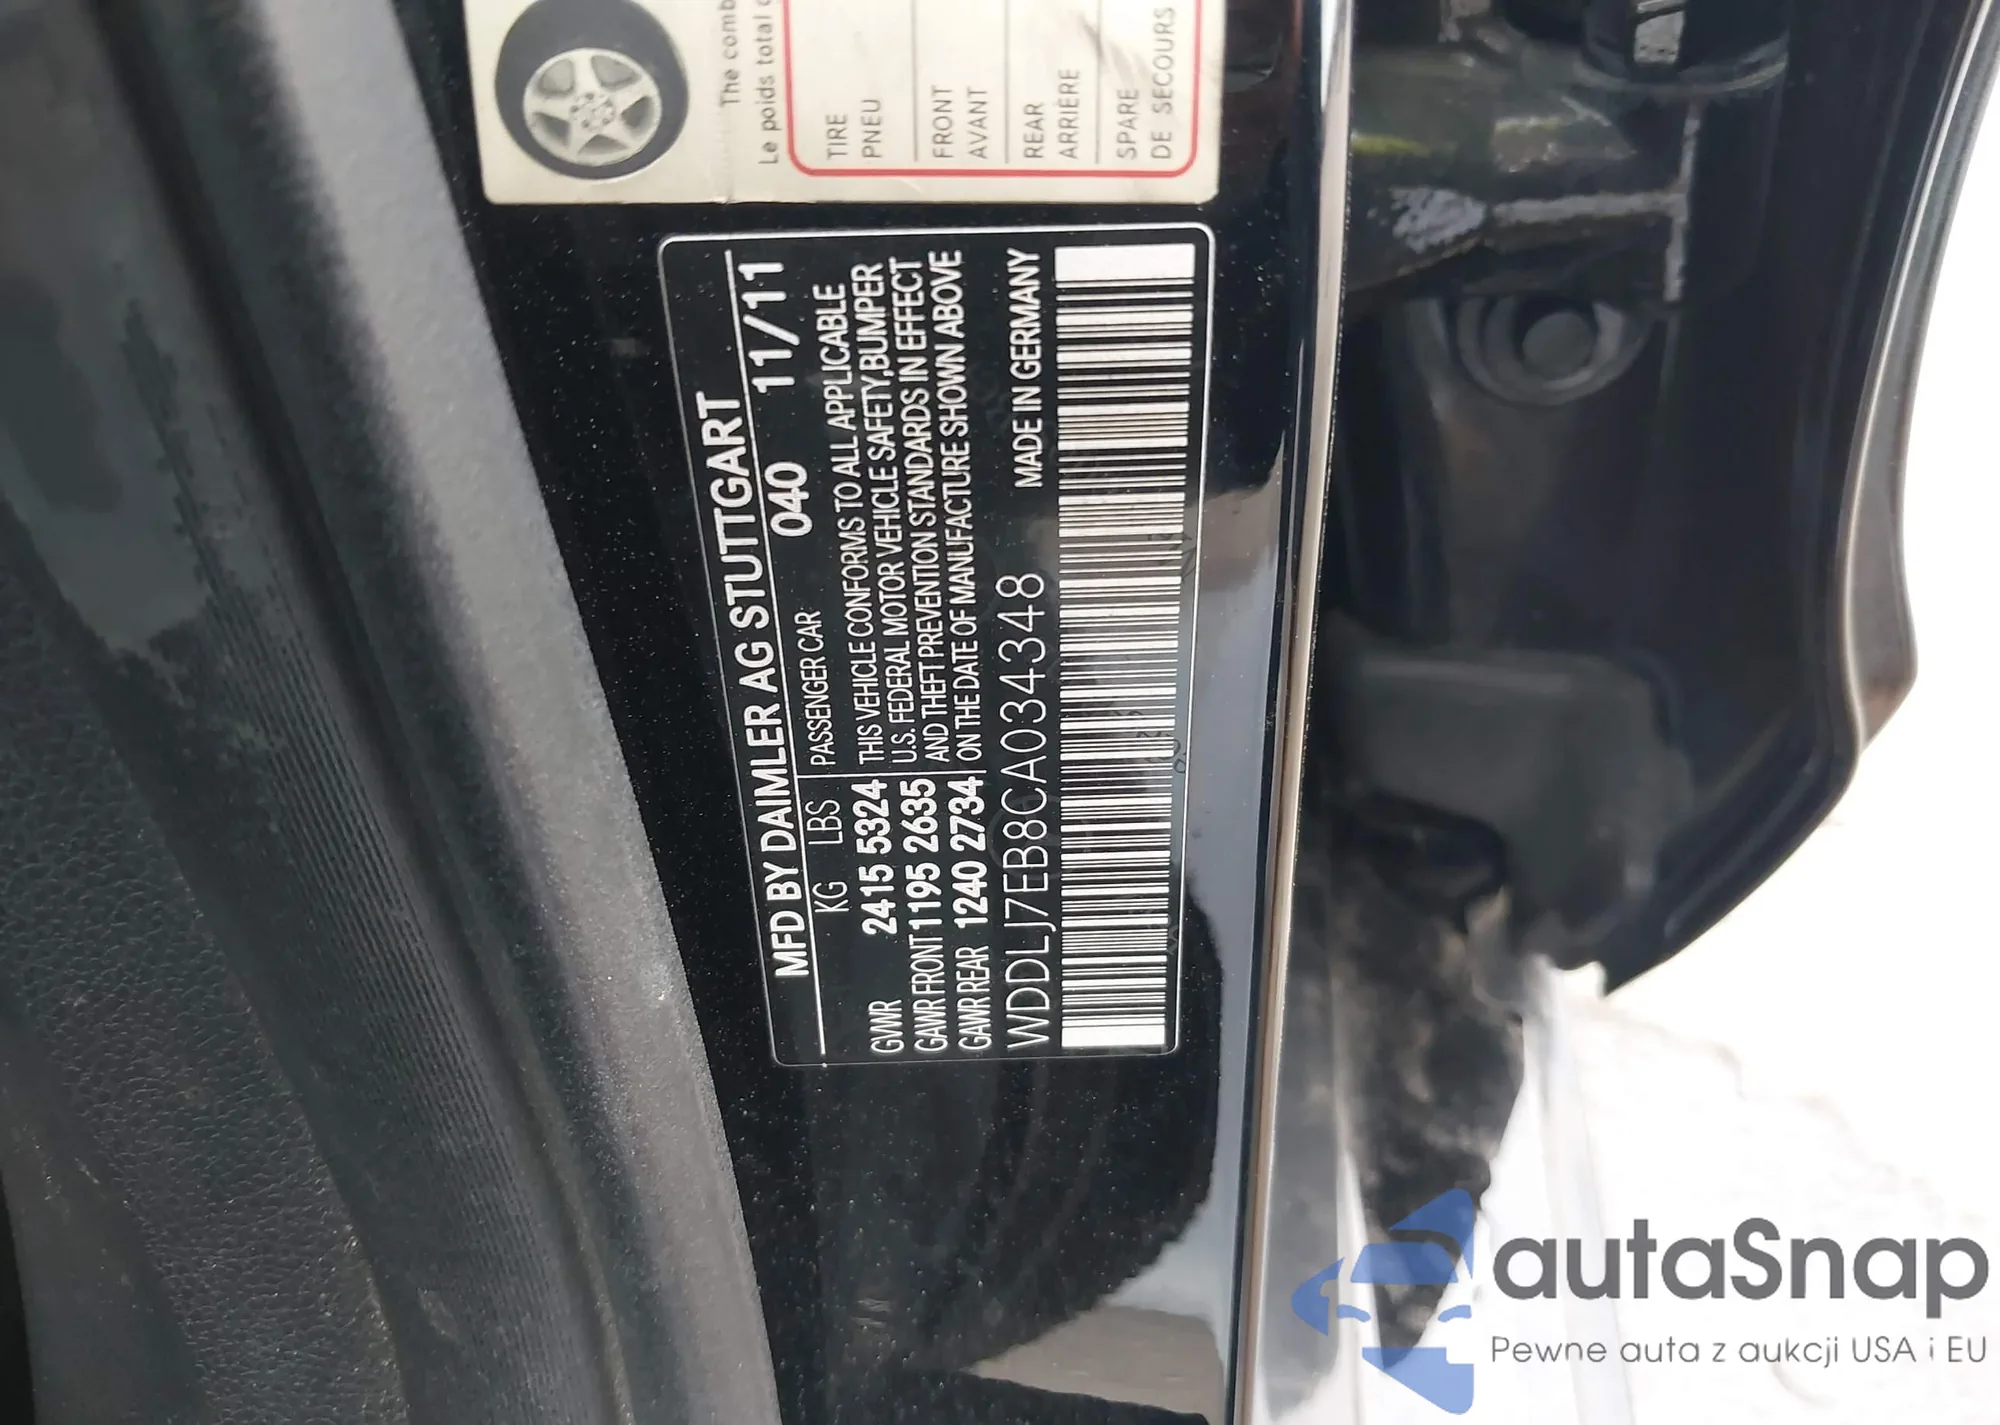 The comb
Le poids total
TIRE
PNEU
FRONT
AVANT
REAR
ARRIÈRE
SPARE
DE SECOURS
MFD BY DAIMLER AG STUTTGART
KG LBS PASSENGER CAR 040 11/11
GVWR 2415 5324 THIS VEHICLE CONFORMS TO ALL APPLICABLE
GAWR FRONT 1195 2635 U.S. FEDERAL MOTOR VEHICLE SAFETY,BUMPER
GAWR REAR 1240 2734 AND THEFT PREVENTION STANDARDS IN EFFECT
ON THE DATE OF MANUFACTURE SHOWN ABOVE
WDDLJ7EB8CA034348 MADE IN GERMANY
autaSnap
Pewne auta z aukcji USA i EU